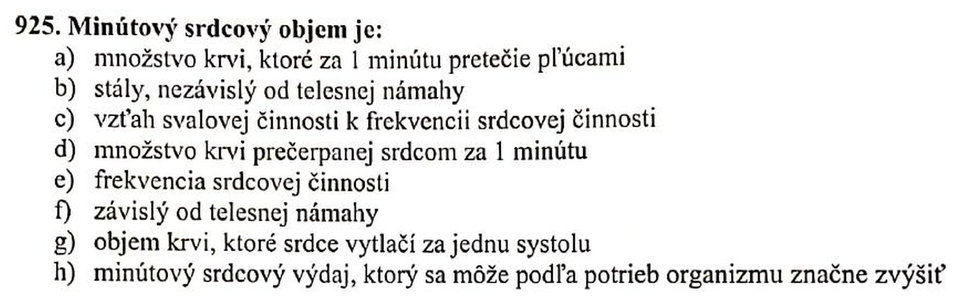 925. Minútový srdcový objem je:
a) množstvo krvi, ktoré za 1 minútu pretečie pľúcami
b) stály, nezávislý od telesnej námahy
c) vzťah svalovej činnosti k frekvencii srdcovej činnosti
d) množstvo krvi prečerpanej srdcom za 1 minútu
e) frekvencia srdcovej činnosti
f) závislý od telesnej námahy
g) objem krvi, ktoré srdce vytlačí za jednu systolu
h) minútový srdcový výdaj, ktorý sa môže podľa potrieb organizmu značne zvýšiť